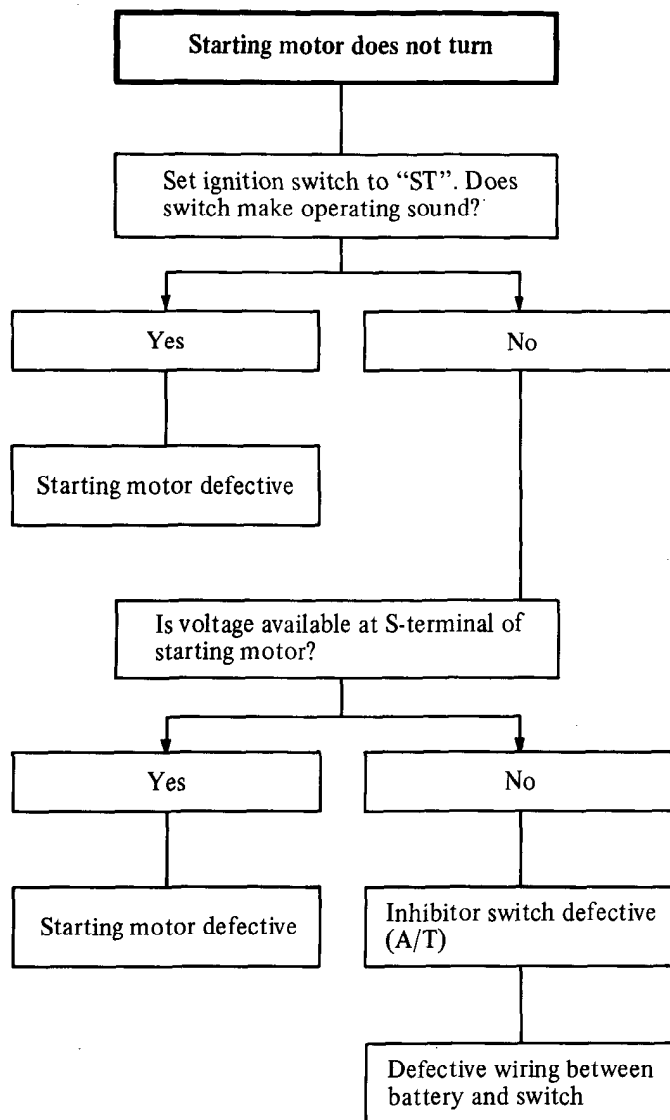 Starting motor does not turn
Set ignition switch to “ST”. Does
switch make operating sound?
Yes
No
Starting motor defective
Is voltage available at S-terminal of
starting motor?
Yes
No
Starting motor defective
Inhibitor switch defective
(A/T)
Defective wiring between
battery and switch